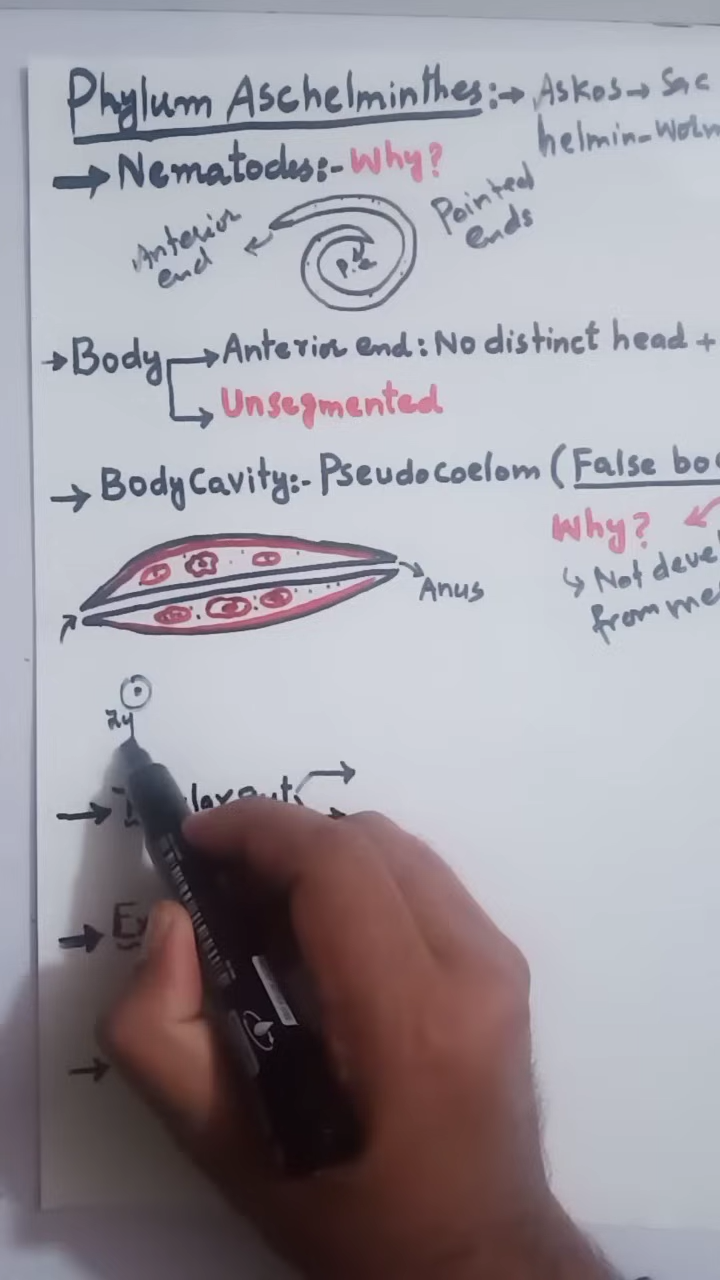 Phylum Aschelminthes:→ Askos→ Sac
helmin-Worm
→ Nematodes:- Why?
Anterior end
Pointed ends
P.e
→ Body → Anterior end: No distinct head +
→ Unsegmented
→ Body Cavity:- Pseudocoelom (False bo
Why?
↳ Not deve
from me
Anus
zy